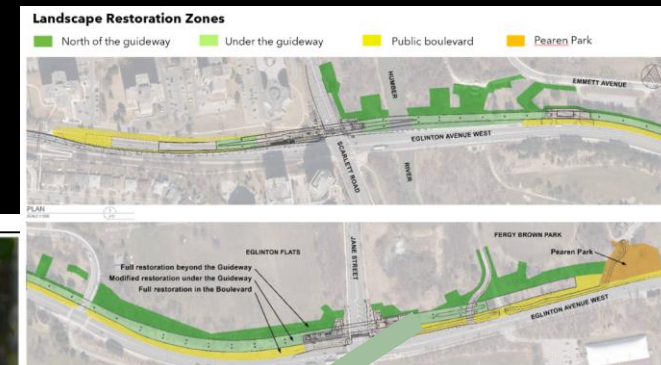 Landscape Restoration Zones
North of the guideway
Under the guideway
Public boulevard
Pearen Park
HUMBER
EMMETT AVENUE
EGLINTON AVENUE WEST
SCARLETT ROAD
RIVER
PLAN
EGLINTON FLATS
JANE STREET
FERGY BROWN PARK
Pearen Park
Full restoration beyond the Guideway
Modified restoration under the Guideway
Full restoration in the Boulevard
EGLINTON AVENUE WEST